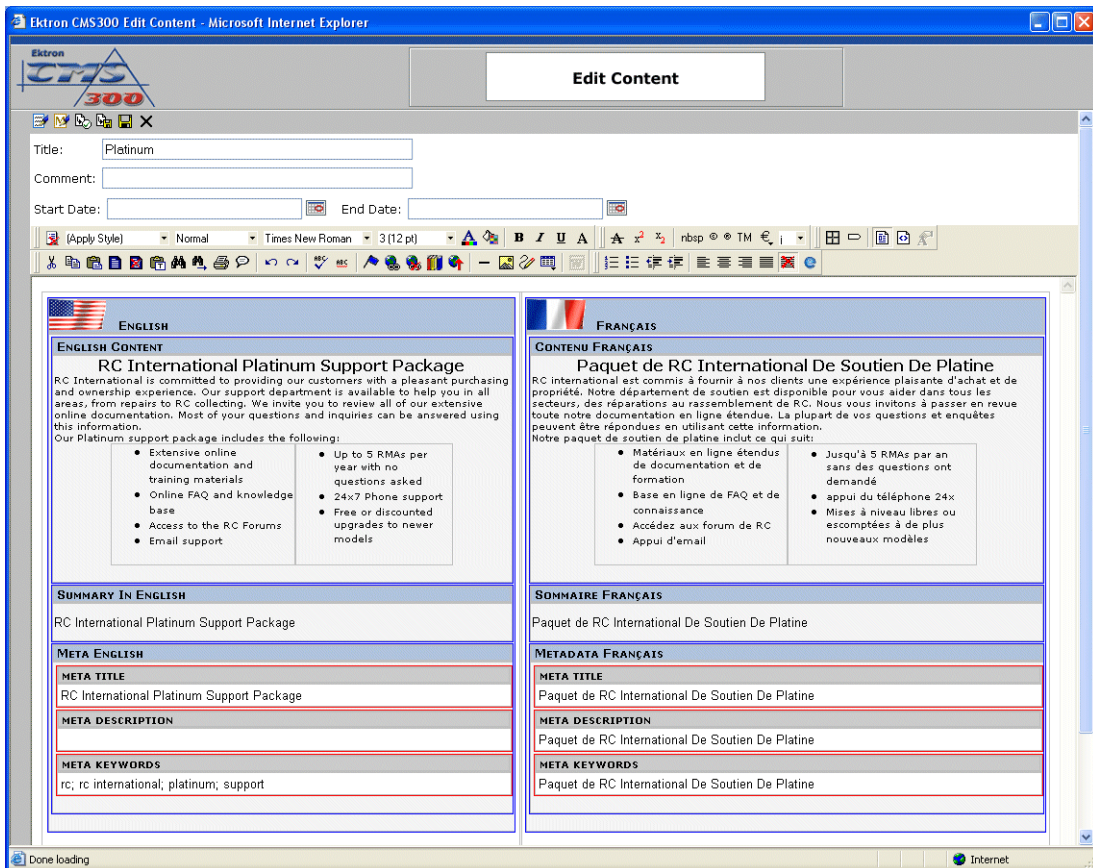 Ektron CMS300 Edit Content - Microsoft Internet Explorer
Ektron
CMS
300
Edit Content
Title: Platinum
Comment:
Start Date: End Date:
(Apply Style) Normal Times New Roman 3 (12 pt) A B I U A A x² x₂ nbsp © ® TM € ¡
ABC ABC
ENGLISH
ENGLISH CONTENT
RC International Platinum Support Package
RC International is committed to providing our customers with a pleasant purchasing
and ownership experience. Our support department is available to help you in all
areas, from repairs to RC collecting. We invite you to review all of our extensive
online documentation. Most of your questions and inquiries can be answered using
this information.
Our Platinum support package includes the following:
Extensive online
documentation and
training materials
Online FAQ and knowledge
base
Access to the RC Forums
Email support
Up to 5 RMAs per
year with no
questions asked
24x7 Phone support
Free or discounted
upgrades to newer
models
SUMMARY IN ENGLISH
RC International Platinum Support Package
META ENGLISH
META TITLE
RC International Platinum Support Package
META DESCRIPTION
META KEYWORDS
rc; rc international; platinum; support
FRANÇAIS
CONTENU FRANÇAIS
Paquet de RC International De Soutien De Platine
RC international est commis à fournir à nos clients une expérience plaisante d'achat et de
propriété. Notre département de soutien est disponible pour vous aider dans tous les
secteurs, des réparations au rassemblement de RC. Nous vous invitons à passer en revue
toute notre documentation en ligne étendue. La plupart de vos questions et enquêtes
peuvent être répondues en utilisant cette information.
Notre paquet de soutien de platine inclut ce qui suit:
Matériaux en ligne étendus
de documentation et de
formation
Base en ligne de FAQ et de
connaissance
Accédez aux forum de RC
Appui d'email
Jusqu'à 5 RMAs par an
sans des questions ont
demandé
appui du téléphone 24x
Mises à niveau libres ou
escomptées à de plus
nouveaux modèles
SOMMAIRE FRANÇAIS
Paquet de RC International De Soutien De Platine
METADATA FRANÇAIS
META TITLE
Paquet de RC International De Soutien De Platine
META DESCRIPTION
Paquet de RC International De Soutien De Platine
META KEYWORDS
Paquet de RC International De Soutien De Platine
Done loading
Internet